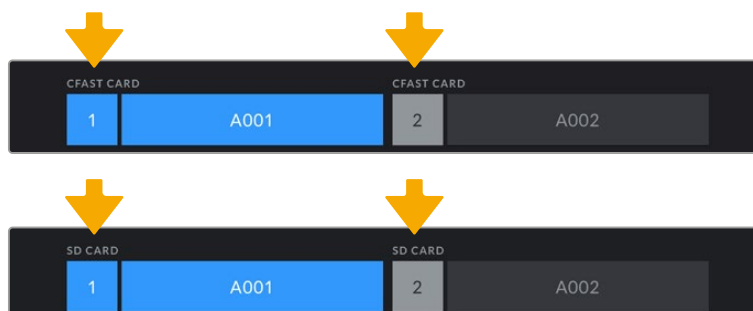 CFAST CARD CFAST CARD
1 A001 2 A002
SD CARD SD CARD
1 A001 2 A002